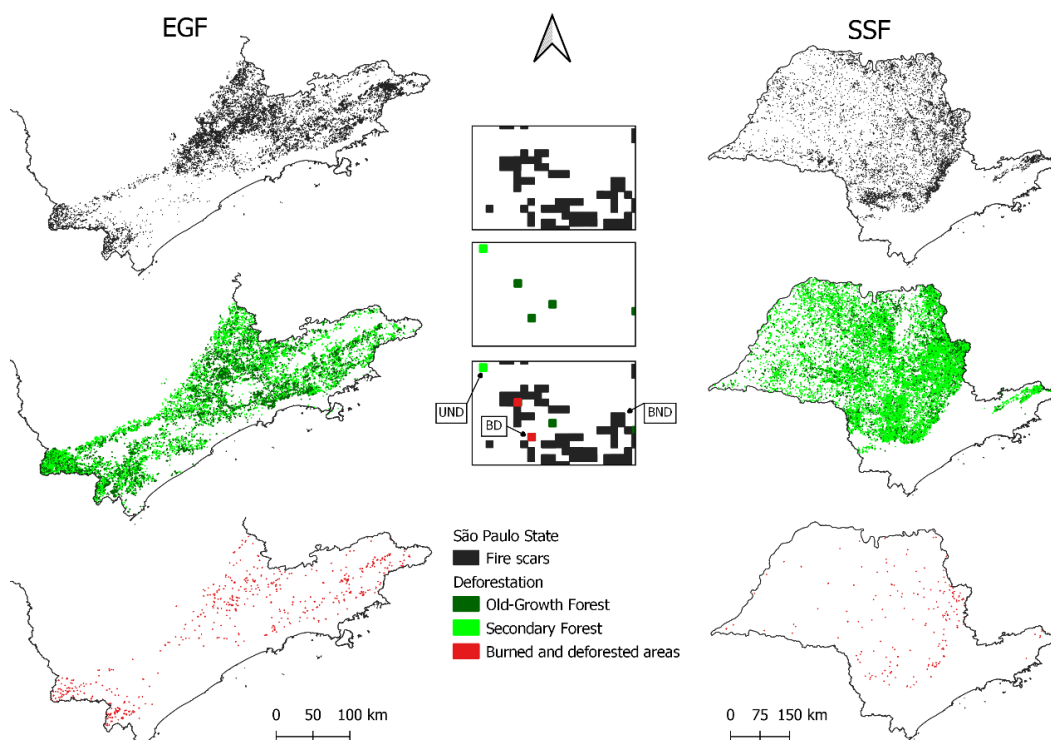 EGF
SSF
UND
BD
BND
São Paulo State
Fire scars
Deforestation
Old-Growth Forest
Secondary Forest
Burned and deforested areas
0 50 100 km
0 75 150 km